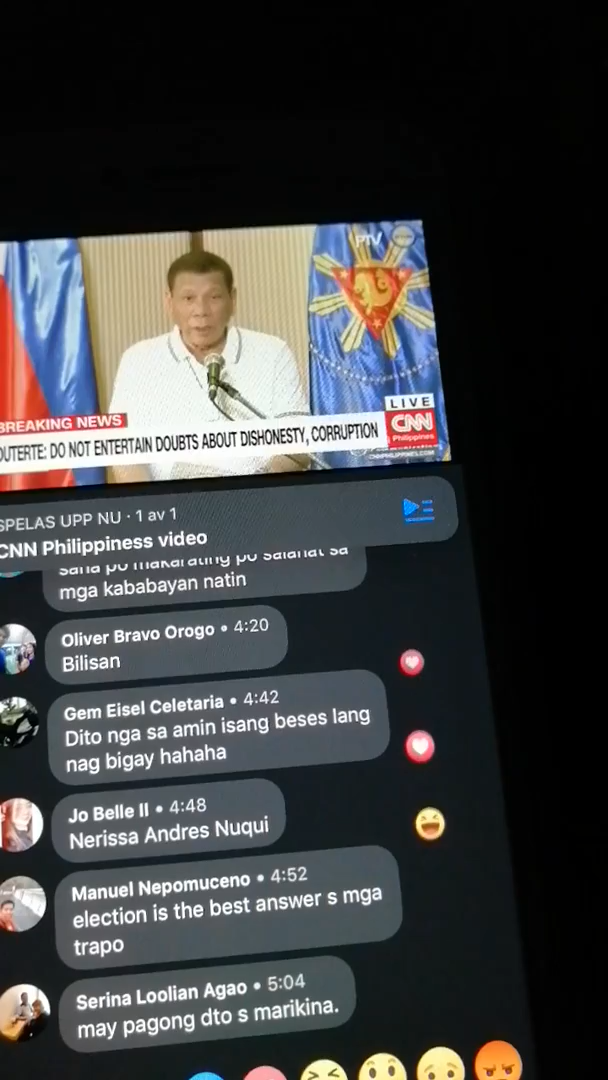 PTV
LIVE
CNN
Philippines
CNNPHILIPPINES.COM
BREAKING NEWS
DUTERTE: DO NOT ENTERTAIN DOUBTS ABOUT DISHONESTY, CORRUPTION
SPELAS UPP NU · 1 av 1
CNN Philippiness video
sana po makarating po salahat sa
mga kababayan natin
Oliver Bravo Orogo • 4:20
Bilisan
Gem Eisel Celetaria • 4:42
Dito nga sa amin isang beses lang
nag bigay hahaha
Jo Belle II • 4:48
Nerissa Andres Nuqui
Manuel Nepomuceno • 4:52
election is the best answer s mga
trapo
Serina Loolian Agao • 5:04
may pagong dto s marikina.